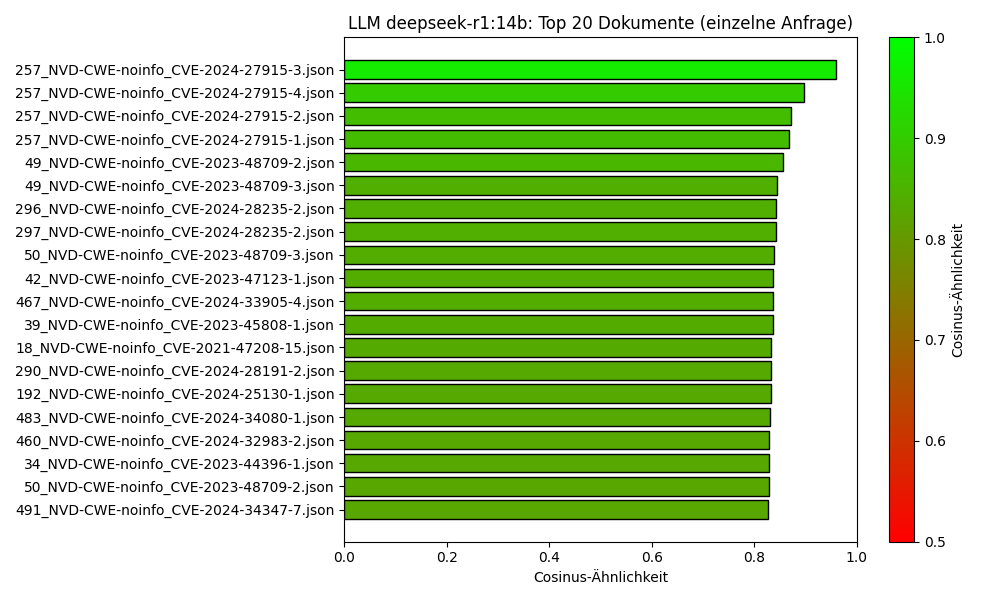 LLM deepseek-r1:14b: Top 20 Dokumente (einzelne Anfrage)
257_NVD-CWE-noinfo_CVE-2024-27915-3.json
257_NVD-CWE-noinfo_CVE-2024-27915-4.json
257_NVD-CWE-noinfo_CVE-2024-27915-2.json
257_NVD-CWE-noinfo_CVE-2024-27915-1.json
49_NVD-CWE-noinfo_CVE-2023-48709-2.json
49_NVD-CWE-noinfo_CVE-2023-48709-3.json
296_NVD-CWE-noinfo_CVE-2024-28235-2.json
297_NVD-CWE-noinfo_CVE-2024-28235-2.json
50_NVD-CWE-noinfo_CVE-2023-48709-3.json
42_NVD-CWE-noinfo_CVE-2023-47123-1.json
467_NVD-CWE-noinfo_CVE-2024-33905-4.json
39_NVD-CWE-noinfo_CVE-2023-45808-1.json
18_NVD-CWE-noinfo_CVE-2021-47208-15.json
290_NVD-CWE-noinfo_CVE-2024-28191-2.json
192_NVD-CWE-noinfo_CVE-2024-25130-1.json
483_NVD-CWE-noinfo_CVE-2024-34080-1.json
460_NVD-CWE-noinfo_CVE-2024-32983-2.json
34_NVD-CWE-noinfo_CVE-2023-44396-1.json
50_NVD-CWE-noinfo_CVE-2023-48709-2.json
491_NVD-CWE-noinfo_CVE-2024-34347-7.json
0.0 0.2 0.4 0.6 0.8 1.0
Cosinus-Ähnlichkeit
1.0
0.9
0.8
0.7
0.6
0.5
Cosinus-Ähnlichkeit